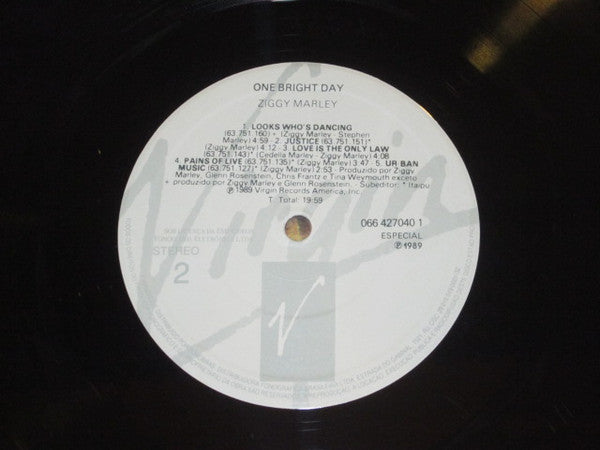 ONE BRIGHT DAY
ZIGGY MARLEY
1. LOOKS WHO'S DANCING
(63.751.160) + (Ziggy Marley - Stephen
Marley) 4:59 - 2. JUSTICE (63.751.151)*
(Ziggy Marley) 4:12 - 3. LOVE IS THE ONLY LAW
(63.751.143)* (Cedella Marley - Ziggy Marley) 4:08
4. PAINS OF LIVE (63.751.135)* (Ziggy Marley) 3:47 - 5. UR-BAN
MUSIC (63.751.127)* (Ziggy Marley) 2:53 - Produzido por Ziggy
Marley, Glenn Rosenstein, Chris Frantz e Tina Weymouth exceto
+ produzido por Ziggy Marley e Glenn Rosenstein. - Subeditor: * Itaipu
℗1989 Virgin Records America, Inc.
T. Total: 19:59
066 427040 1
ESPECIAL
℗ 1989
STEREO
2
Virgin
V